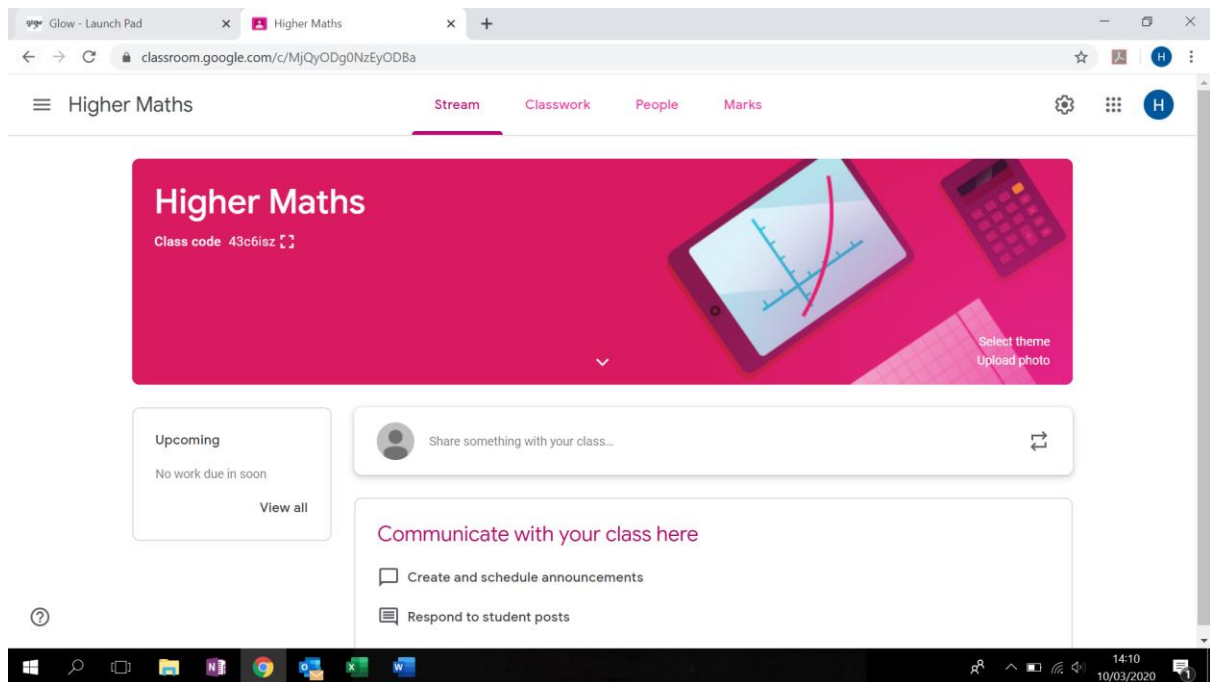 Glow - Launch Pad
Higher Maths
classroom.google.com/c/MjQyODg0NzEyODBa
H
Higher Maths
Stream Classwork People Marks
H
Higher Maths
Class code 43c6isz
Select theme
Upload photo
Upcoming
No work due in soon
View all
Share something with your class...
Communicate with your class here
Create and schedule announcements
Respond to student posts
14:10
10/03/2020
1